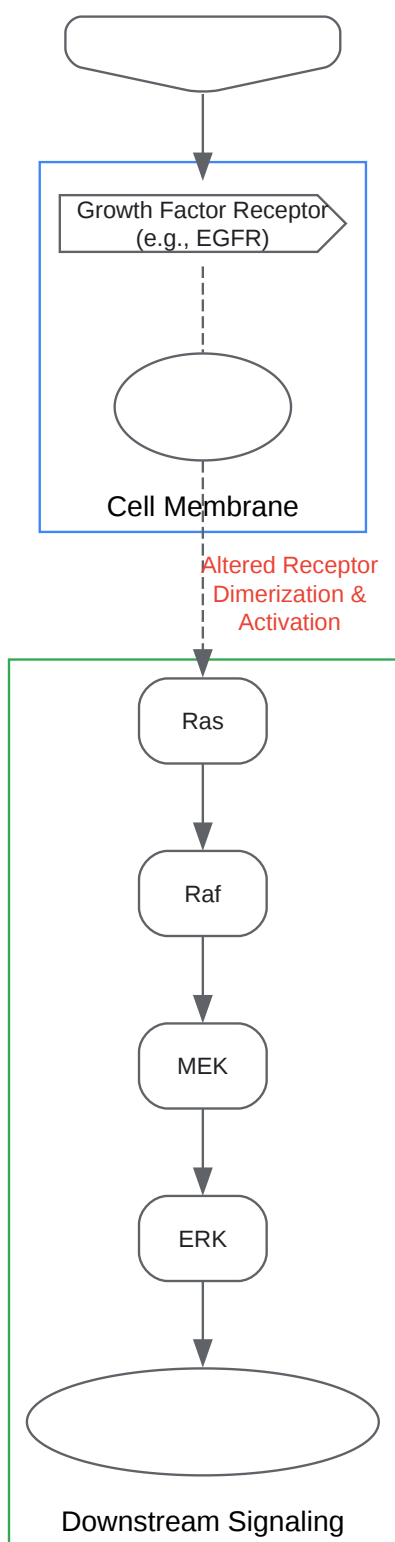 Growth Factor Receptor
(e.g., EGFR)
Cell Membrane
Altered Receptor
Dimerization &
Activation
Ras
Raf
MEK
ERK
Downstream Signaling